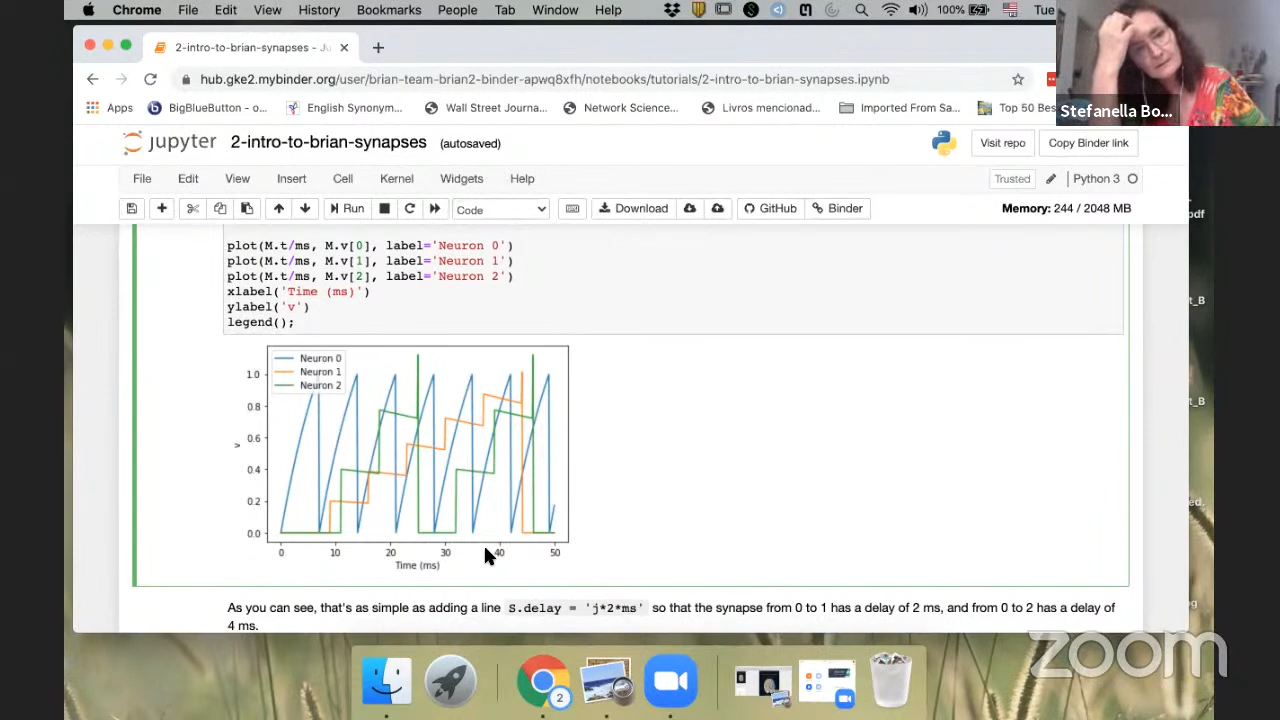 Chrome File Edit View History Bookmarks People Tab Window Help 100% Tue
2-intro-to-brian-synapses - Ju
hub.gke2.mybinder.org/user/brian-team-brian2-binder-apwq8xfh/notebooks/tutorials/2-intro-to-brian-synapses.ipynb
Apps BigBlueButton - o... English Synonym... Wall Street Journa... Network Science... Livros mencionad... Imported From Sa... Top 50 Bes
Stefanella Bo...
jupyter 2-intro-to-brian-synapses (autosaved)
Visit repo Copy Binder link
File Edit View Insert Cell Kernel Widgets Help
Trusted Python 3
Run Code Download GitHub Binder Memory: 244 / 2048 MB
pdf
plot(M.t/ms, M.v[0], label='Neuron 0')
plot(M.t/ms, M.v[1], label='Neuron 1')
plot(M.t/ms, M.v[2], label='Neuron 2')
xlabel('Time (ms)')
ylabel('v')
legend();
t_B
Neuron 0
Neuron 1
Neuron 2
1.0
0.8
0.6
0.4
0.2
0.0
v
0 10 20 30 40 50
Time (ms)
t_B
ed.
ng
As you can see, that's as simple as adding a line S.delay = 'j*2*ms' so that the synapse from 0 to 1 has a delay of 2 ms, and from 0 to 2 has a delay of
4 ms.
zoom
2